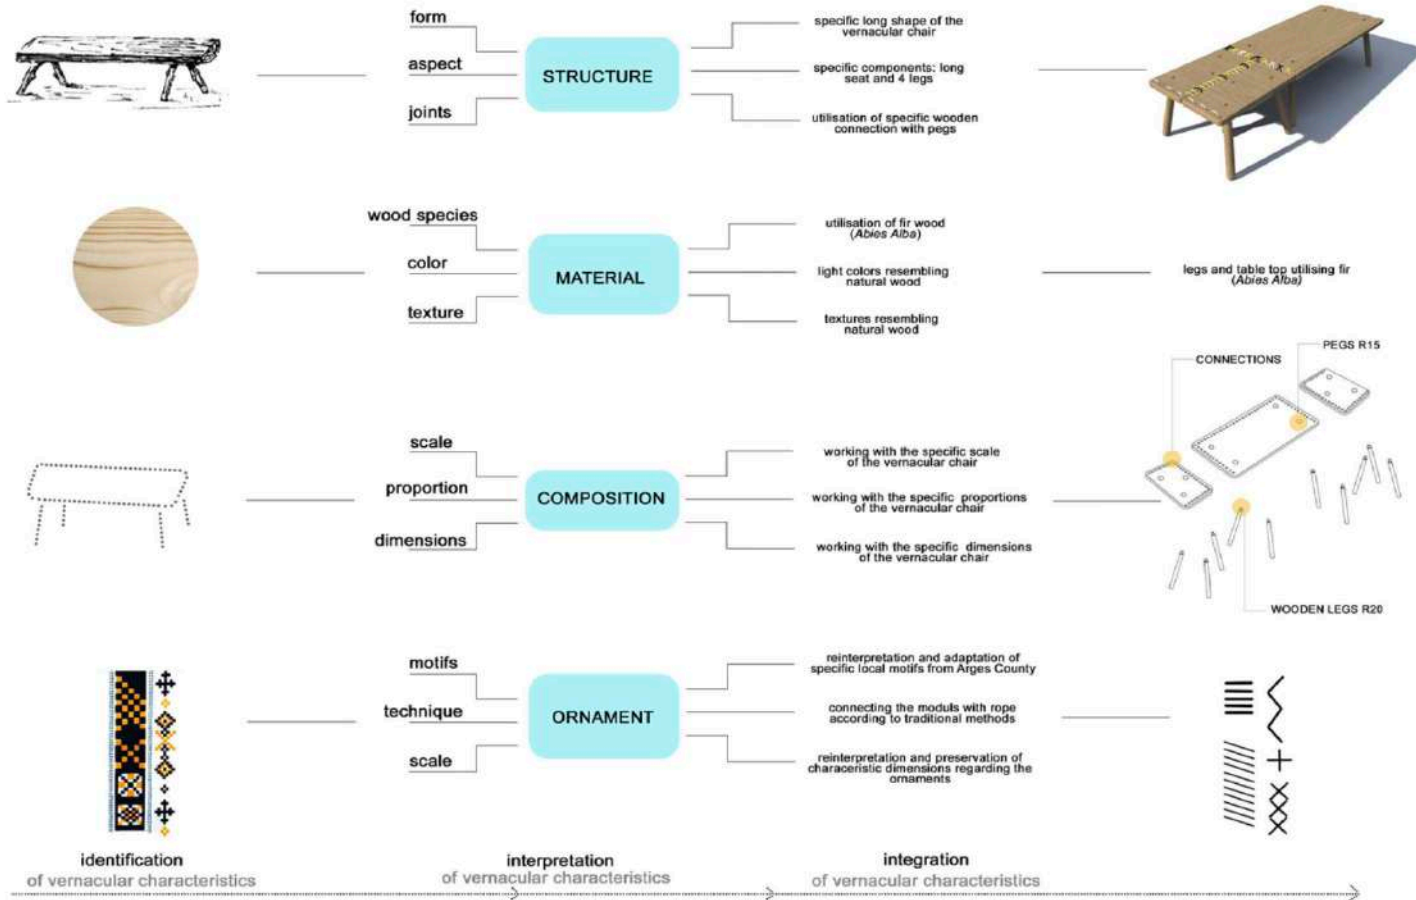 form
aspect
joints
STRUCTURE
specific long shape of the
vernacular chair
specific components: long
seat and 4 legs
utilisation of specific wooden
connection with pegs
wood species
color
texture
MATERIAL
utilisation of fir wood
(Abies Alba)
light colors resembling
natural wood
textures resembling
natural wood
legs and table top utilising fir
(Abies Alba)
scale
proportion
dimensions
COMPOSITION
working with the specific scale
of the vernacular chair
working with the specific proportions
of the vernacular chair
working with the specific dimensions
of the vernacular chair
PEGS R15
CONNECTIONS
WOODEN LEGS R20
motifs
technique
scale
ORNAMENT
reinterpretation and adaptation of
specific local motifs from Arges County
connecting the moduls with rope
according to traditional methods
reinterpretation and preservation of
characeristic dimensions regarding the
ornaments
identification
of vernacular characteristics
interpretation
of vernacular characteristics
integration
of vernacular characteristics